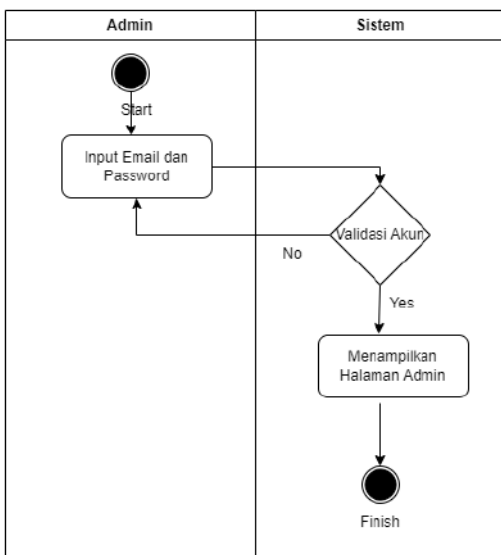 Admin
Sistem
Start
Input Email dan
Password
Validasi Akun
No
Yes
Menampilkan
Halaman Admin
Finish